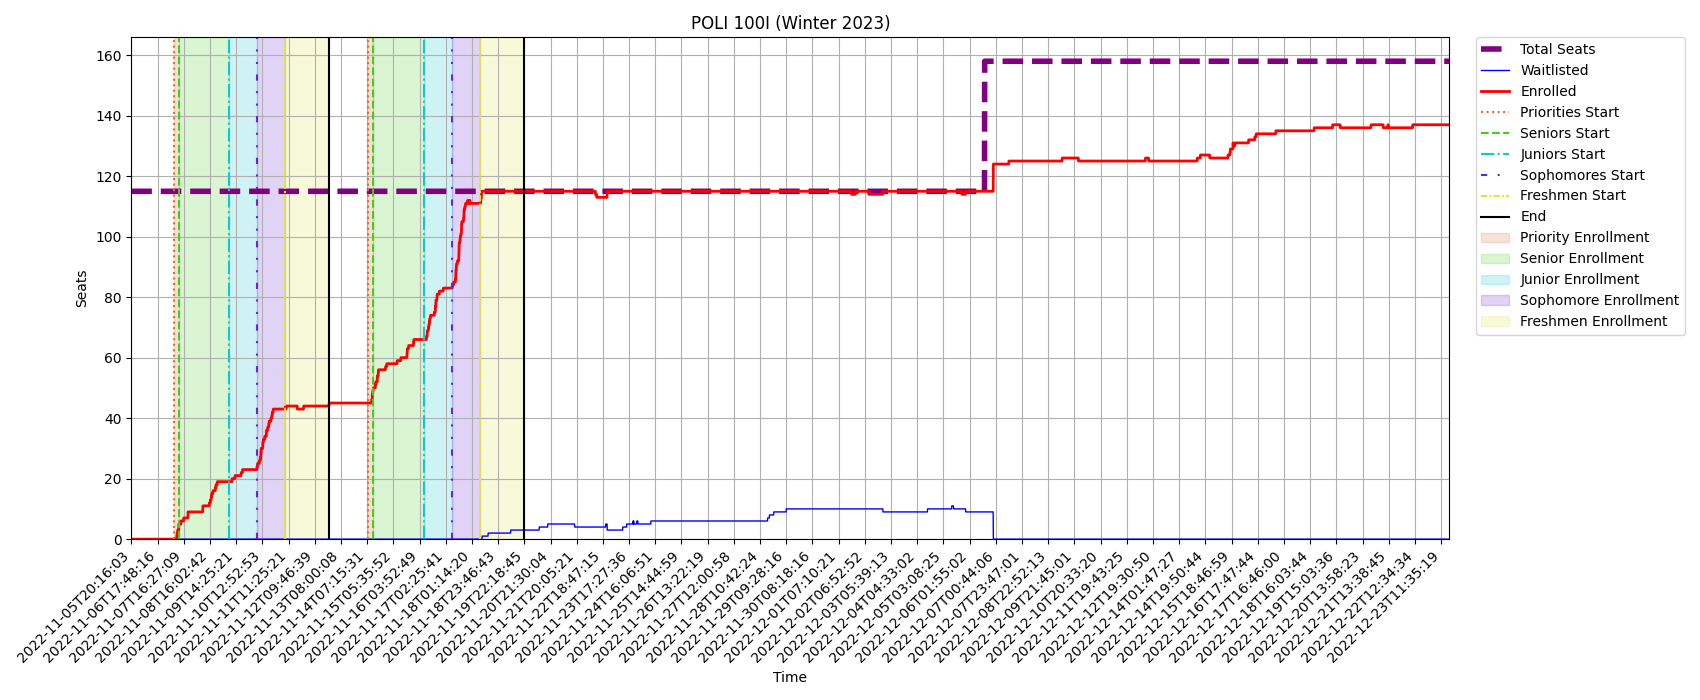 POLI 100I (Winter 2023)
Seats
160
140
120
100
80
60
40
20
0
2022-11-05T20:16:03
2022-11-06T17:48:16
2022-11-07T16:27:09
2022-11-08T16:02:42
2022-11-09T14:25:21
2022-11-10T12:52:53
2022-11-11T11:25:21
2022-11-12T09:46:39
2022-11-13T08:00:08
2022-11-14T07:15:31
2022-11-15T05:35:52
2022-11-16T03:52:49
2022-11-17T02:25:41
2022-11-18T01:14:20
2022-11-18T23:46:43
2022-11-19T22:18:45
2022-11-20T21:30:04
2022-11-21T20:05:21
2022-11-22T18:47:15
2022-11-23T17:27:36
2022-11-24T16:06:51
2022-11-25T14:44:59
2022-11-26T13:22:19
2022-11-27T12:00:58
2022-11-28T10:42:24
2022-11-29T09:28:16
2022-11-30T08:18:16
2022-12-01T07:10:21
2022-12-02T06:52:52
2022-12-03T05:39:13
2022-12-04T04:33:02
2022-12-05T03:08:25
2022-12-06T01:55:02
2022-12-07T00:44:06
2022-12-07T23:47:01
2022-12-08T22:52:13
2022-12-09T21:45:01
2022-12-10T20:33:20
2022-12-11T19:43:25
2022-12-12T19:30:50
2022-12-14T01:47:27
2022-12-14T19:50:44
2022-12-15T18:46:59
2022-12-16T17:47:44
2022-12-17T16:46:00
2022-12-18T16:03:44
2022-12-19T15:03:36
2022-12-20T13:58:23
2022-12-21T13:38:45
2022-12-22T12:34:34
2022-12-23T11:35:19
Time
Total Seats
Waitlisted
Enrolled
Priorities Start
Seniors Start
Juniors Start
Sophomores Start
Freshmen Start
End
Priority Enrollment
Senior Enrollment
Junior Enrollment
Sophomore Enrollment
Freshmen Enrollment